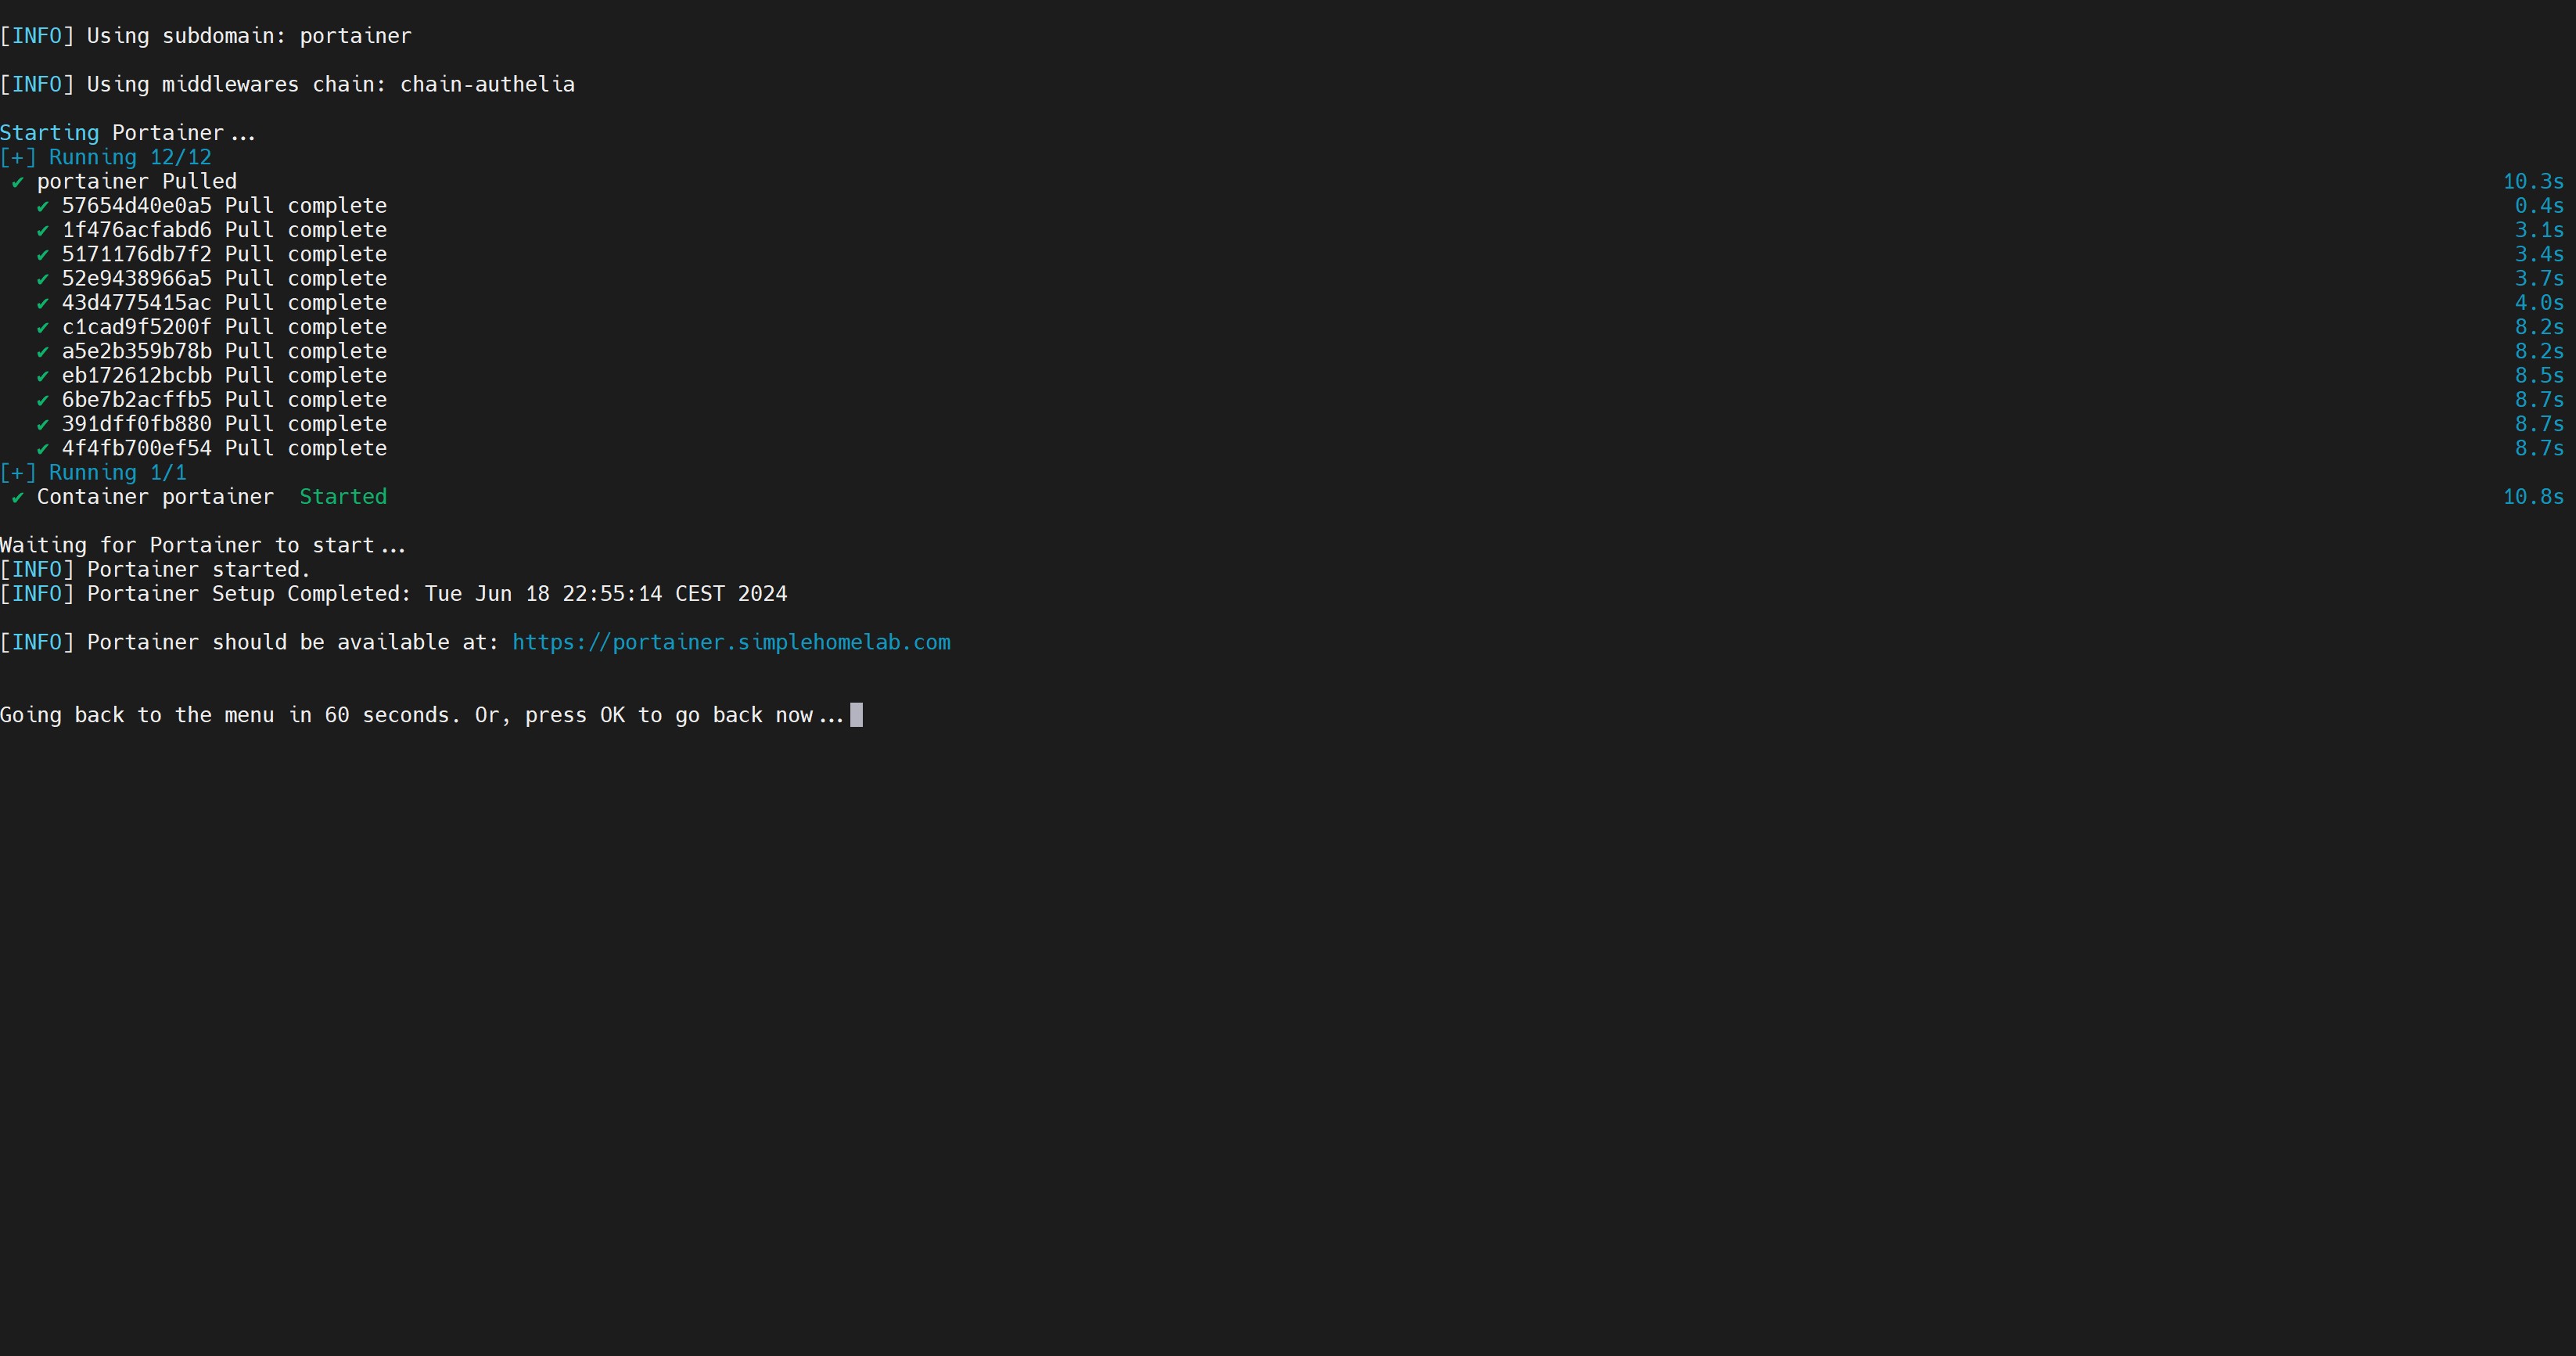 [INFO] Using subdomain: portainer
[INFO] Using middlewares chain: chain-authelia
Starting Portainer...
[+] Running 12/12
✔ portainer Pulled 10.3s
✔ 57654d40e0a5 Pull complete 0.4s
✔ 1f476acfabd6 Pull complete 3.1s
✔ 5171176db7f2 Pull complete 3.4s
✔ 52e9438966a5 Pull complete 3.7s
✔ 43d4775415ac Pull complete 4.0s
✔ c1cad9f5200f Pull complete 8.2s
✔ a5e2b359b78b Pull complete 8.2s
✔ eb172612bcbb Pull complete 8.5s
✔ 6be7b2acffb5 Pull complete 8.7s
✔ 391dff0fb880 Pull complete 8.7s
✔ 4f4fb700ef54 Pull complete 8.7s
[+] Running 1/1
✔ Container portainer Started 10.8s
Waiting for Portainer to start...
[INFO] Portainer started.
[INFO] Portainer Setup Completed: Tue Jun 18 22:55:14 CEST 2024
[INFO] Portainer should be available at: https://portainer.simplehomelab.com
Going back to the menu in 60 seconds. Or, press OK to go back now...